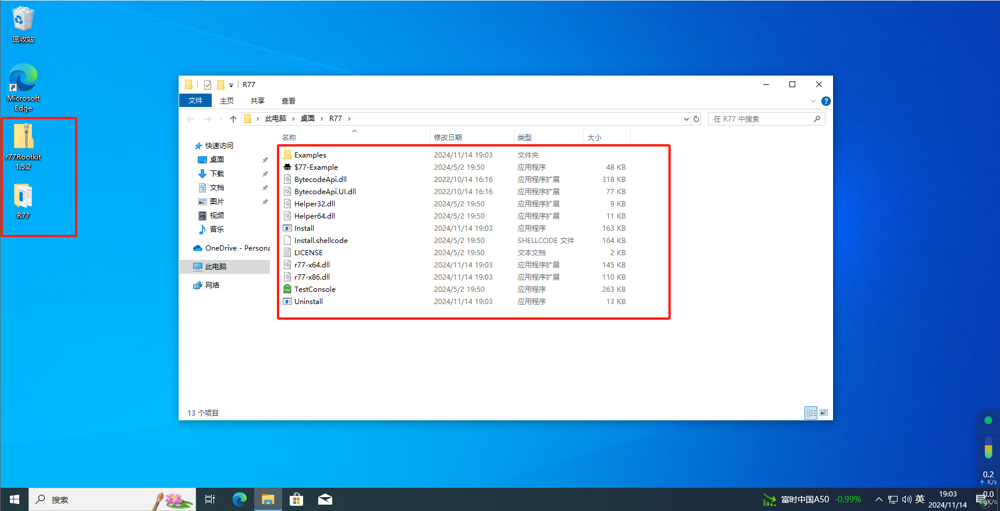 回收站
Microsoft
Edge
r77Rootkit
1.5.2
R77
R77
文件 主页 共享 查看
此电脑 桌面 R77
在 R77 中搜索
快速访问
桌面
下载
文档
图片
视频
音乐
OneDrive - Persona
此电脑
网络
名称 修改日期 类型 大小
Examples 2024/11/14 19:03 文件夹
$77-Example 2024/5/2 19:50 应用程序 48 KB
BytecodeApi.dll 2022/10/14 16:16 应用程序扩展 318 KB
BytecodeApi.UI.dll 2022/10/14 16:16 应用程序扩展 77 KB
Helper32.dll 2024/5/2 19:50 应用程序扩展 9 KB
Helper64.dll 2024/5/2 19:50 应用程序扩展 11 KB
Install 2024/11/14 19:03 应用程序 163 KB
Install.shellcode 2024/5/2 19:50 SHELLCODE 文件 164 KB
LICENSE 2024/5/2 19:50 文本文档 2 KB
r77-x64.dll 2024/11/14 19:03 应用程序扩展 145 KB
r77-x86.dll 2024/11/14 19:03 应用程序扩展 110 KB
TestConsole 2024/5/2 19:50 应用程序 263 KB
Uninstall 2024/11/14 19:03 应用程序 13 KB
13 个项目
0.2
K/s
0.0
K/s
搜索
富时中国A50 -0.99%
英
19:03
2024/11/14
9